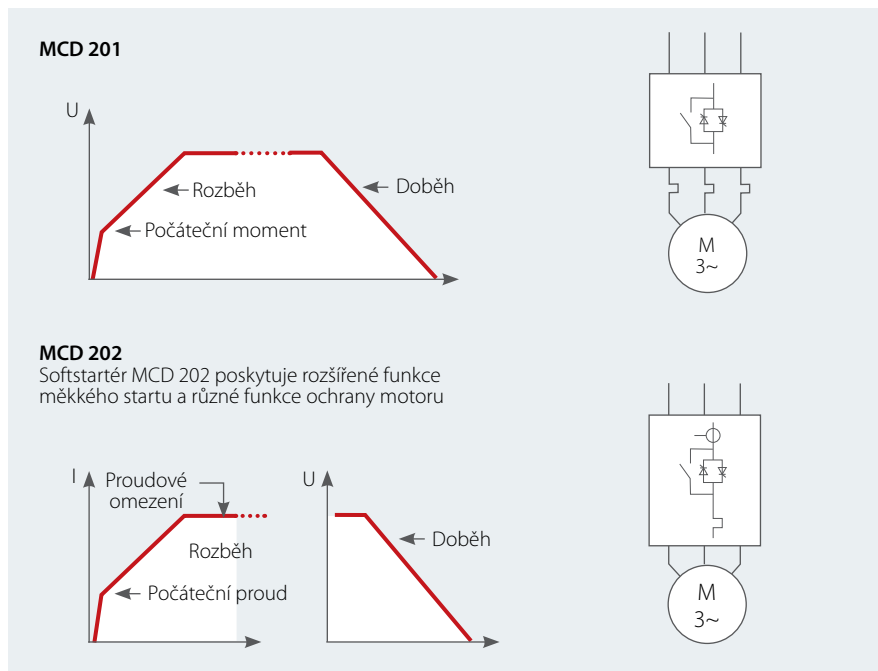 MCD 201
U
Rozběh
Doběh
Počáteční moment
M
3~
MCD 202
Softstartér MCD 202 poskytuje rozšířené funkce
měkkého startu a různé funkce ochrany motoru
I
Proudové
omezení
U
Rozběh
Doběh
Počáteční proud
M
3~